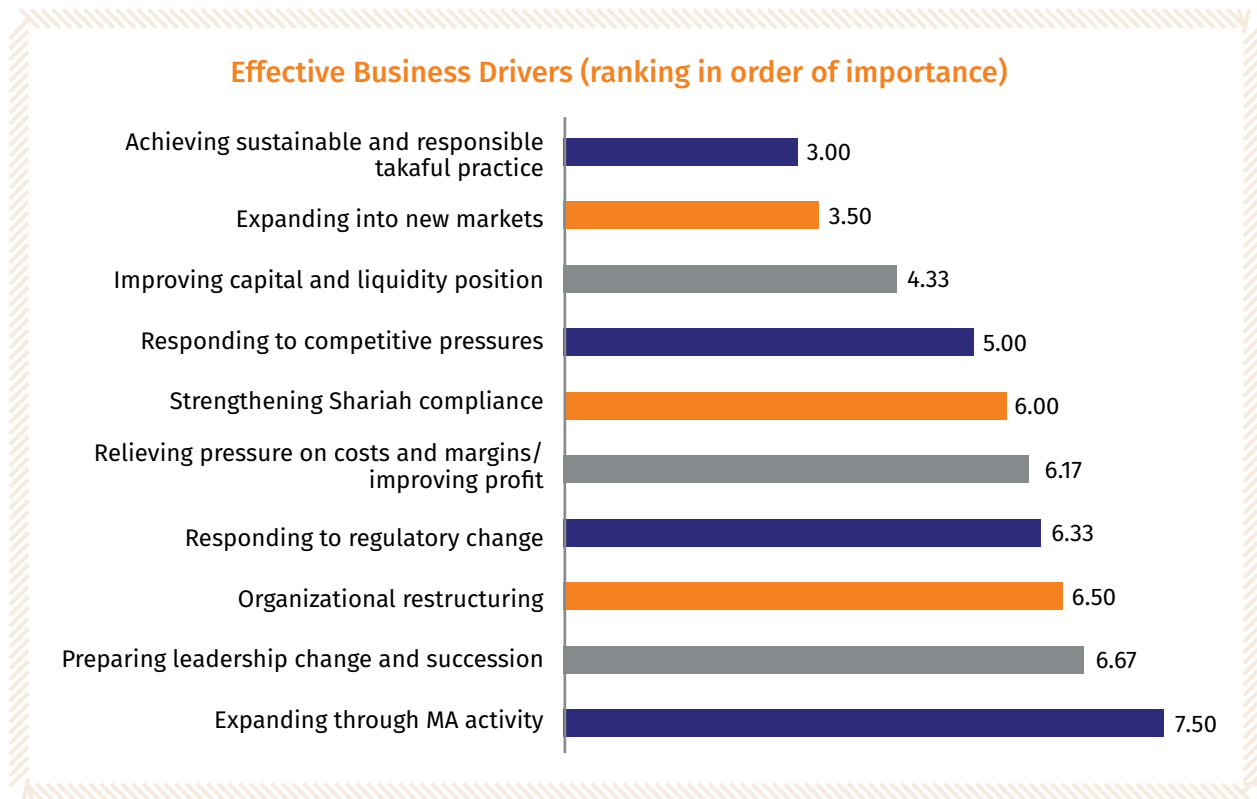 Effective Business Drivers (ranking in order of importance)
Achieving sustainable and responsible
takaful practice
3.00
Expanding into new markets
3.50
Improving capital and liquidity position
4.33
Responding to competitive pressures
5.00
Strengthening Shariah compliance
6.00
Relieving pressure on costs and margins/
improving profit
6.17
Responding to regulatory change
6.33
Organizational restructuring
6.50
Preparing leadership change and succession
6.67
Expanding through MA activity
7.50